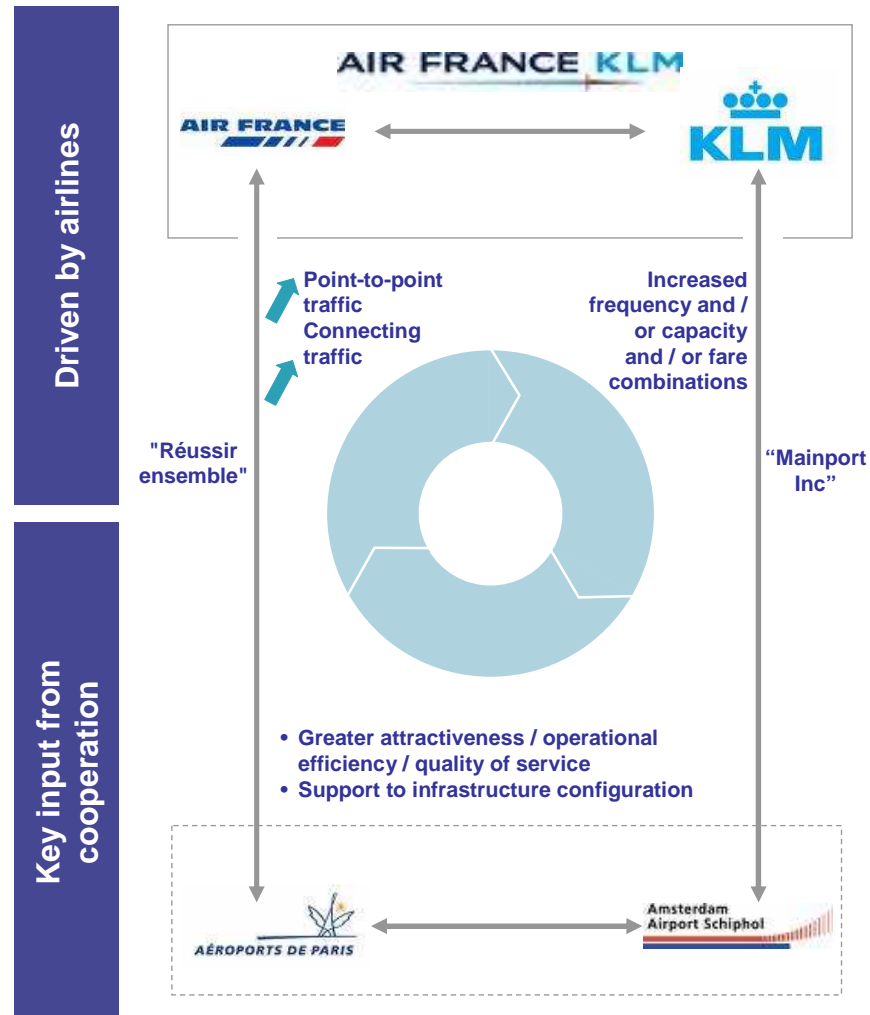 Driven by airlines
AIR FRANCE KLM
AIR FRANCE
KLM
Point-to-point
traffic
Connecting
traffic
Increased
frequency and /
or capacity
and / or fare
combinations
"Réussir
ensemble"
“Mainport
Inc”
Key input from
cooperation
• Greater attractiveness / operational
efficiency / quality of service
• Support to infrastructure configuration
AÉROPORTS DE PARIS
Amsterdam
Airport Schiphol